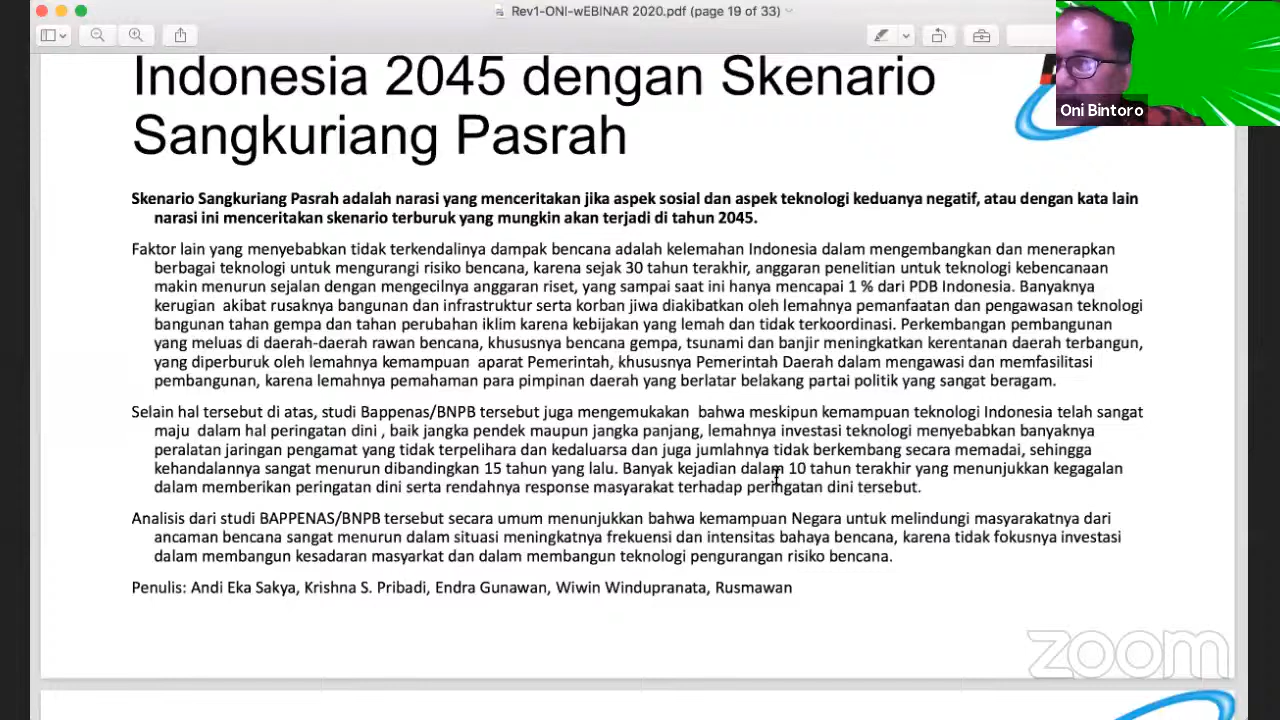 Rev1-ONI-wEBINAR 2020.pdf (page 19 of 33)
Indonesia 2045 dengan Skenario
Sangkuriang Pasrah
Oni Bintoro
Skenario Sangkuriang Pasrah adalah narasi yang menceritakan jika aspek sosial dan aspek teknologi keduanya negatif, atau dengan kata lain
narasi ini menceritakan skenario terburuk yang mungkin akan terjadi di tahun 2045.
Faktor lain yang menyebabkan tidak terkendalinya dampak bencana adalah kelemahan Indonesia dalam mengembangkan dan menerapkan
berbagai teknologi untuk mengurangi risiko bencana, karena sejak 30 tahun terakhir, anggaran penelitian untuk teknologi kebencanaan
makin menurun sejalan dengan mengecilnya anggaran riset, yang sampai saat ini hanya mencapai 1 % dari PDB Indonesia. Banyaknya
kerugian akibat rusaknya bangunan dan infrastruktur serta korban jiwa diakibatkan oleh lemahnya pemanfaatan dan pengawasan teknologi
bangunan tahan gempa dan tahan perubahan iklim karena kebijakan yang lemah dan tidak terkoordinasi. Perkembangan pembangunan
yang meluas di daerah-daerah rawan bencana, khususnya bencana gempa, tsunami dan banjir meningkatkan kerentanan daerah terbangun,
yang diperburuk oleh lemahnya kemampuan aparat Pemerintah, khususnya Pemerintah Daerah dalam mengawasi dan memfasilitasi
pembangunan, karena lemahnya pemahaman para pimpinan daerah yang berlatar belakang partai politik yang sangat beragam.
Selain hal tersebut di atas, studi Bappenas/BNPB tersebut juga mengemukakan bahwa meskipun kemampuan teknologi Indonesia telah sangat
maju dalam hal peringatan dini , baik jangka pendek maupun jangka panjang, lemahnya investasi teknologi menyebabkan banyaknya
peralatan jaringan pengamat yang tidak terpelihara dan kedaluarsa dan juga jumlahnya tidak berkembang secara memadai, sehingga
kehandalannya sangat menurun dibandingkan 15 tahun yang lalu. Banyak kejadian dalam 10 tahun terakhir yang menunjukkan kegagalan
dalam memberikan peringatan dini serta rendahnya response masyarakat terhadap peringatan dini tersebut.
Analisis dari studi BAPPENAS/BNPB tersebut secara umum menunjukkan bahwa kemampuan Negara untuk melindungi masyarakatnya dari
ancaman bencana sangat menurun dalam situasi meningkatnya frekuensi dan intensitas bahaya bencana, karena tidak fokusnya investasi
dalam membangun kesadaran masyarkat dan dalam membangun teknologi pengurangan risiko bencana.
Penulis: Andi Eka Sakya, Krishna S. Pribadi, Endra Gunawan, Wiwin Windupranata, Rusmawan
zoom